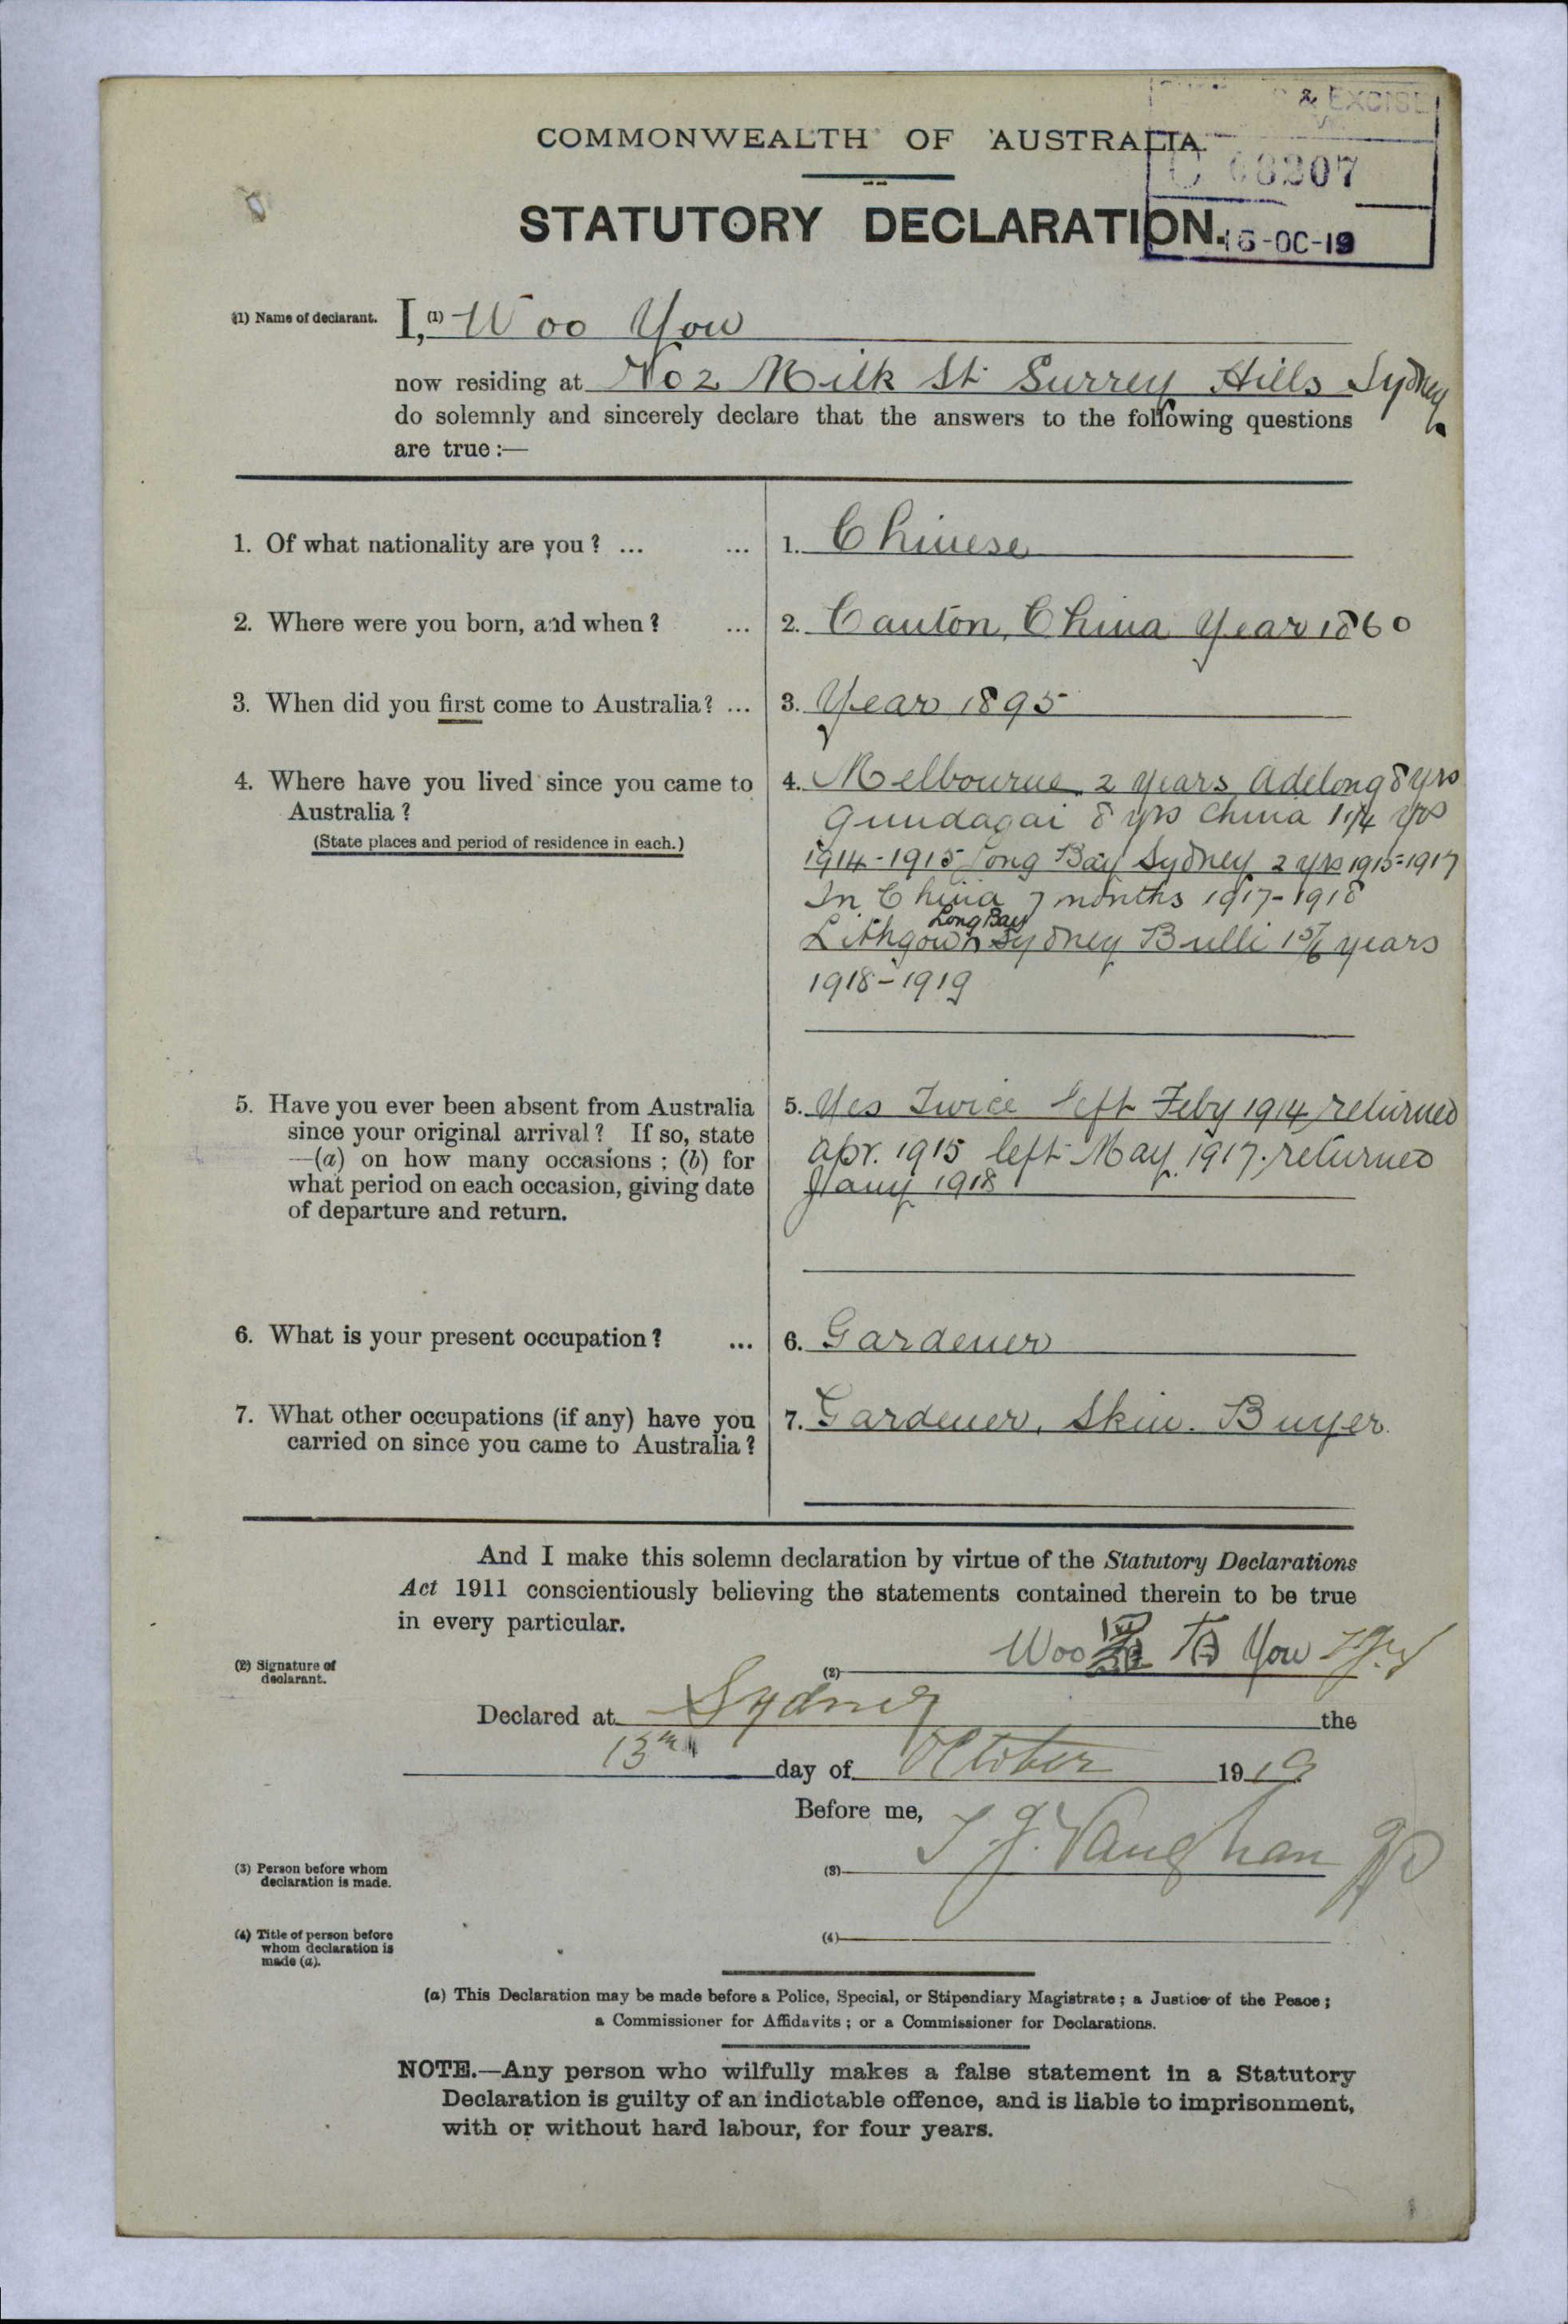 & EXCISE
COMMONWEALTH OF AUSTRALIA.
8207
STATUTORY DECLARATION.
15-OC-19
(1) Name of declarant. I, (1) Woo You
now residing at No 2 Milk St Surrey Hills Sydney
do solemnly and sincerely declare that the answers to the following questions
are true:—
1. Of what nationality are you? ... ... 1. Chinese
2. Where were you born, and when? ... 2. Canton, China Year 1860
3. When did you first come to Australia? ... 3. Year 1895
4. Where have you lived since you came to
Australia?
(State places and period of residence in each.)
4. Melbourne 2 years Adelong 8 yrs
Gundagai 8 yrs China 1 1/4 yrs
1914-1915 Long Bay Sydney 2 yrs 1915-1917
In China 7 months 1917-1918
Long Bay
Lithgow Sydney Bulli 1 5/6 years
1918-1919
5. Have you ever been absent from Australia
since your original arrival? If so, state
—(a) on how many occasions; (b) for
what period on each occasion, giving date
of departure and return.
5. Yes Twice left Feby 1914 returned
Apr. 1915 left May 1917. returned
Jany 1918
6. What is your present occupation? ... 6. Gardener
7. What other occupations (if any) have you
carried on since you came to Australia?
7. Gardener, Skin. Buyer.
And I make this solemn declaration by virtue of the Statutory Declarations
Act 1911 conscientiously believing the statements contained therein to be true
in every particular.
Woo You
(2) Signature of
declarant.
(2)
Declared at Sydney the
13th day of October 1919
Before me,
(3) Person before whom
declaration is made.
(3) T J. Vaughan JP
(4) Title of person before
whom declaration is
made (a).
(4)
(a) This Declaration may be made before a Police, Special, or Stipendiary Magistrate; a Justice of the Peace;
a Commissioner for Affidavits; or a Commissioner for Declarations.
NOTE.—Any person who wilfully makes a false statement in a Statutory
Declaration is guilty of an indictable offence, and is liable to imprisonment,
with or without hard labour, for four years.